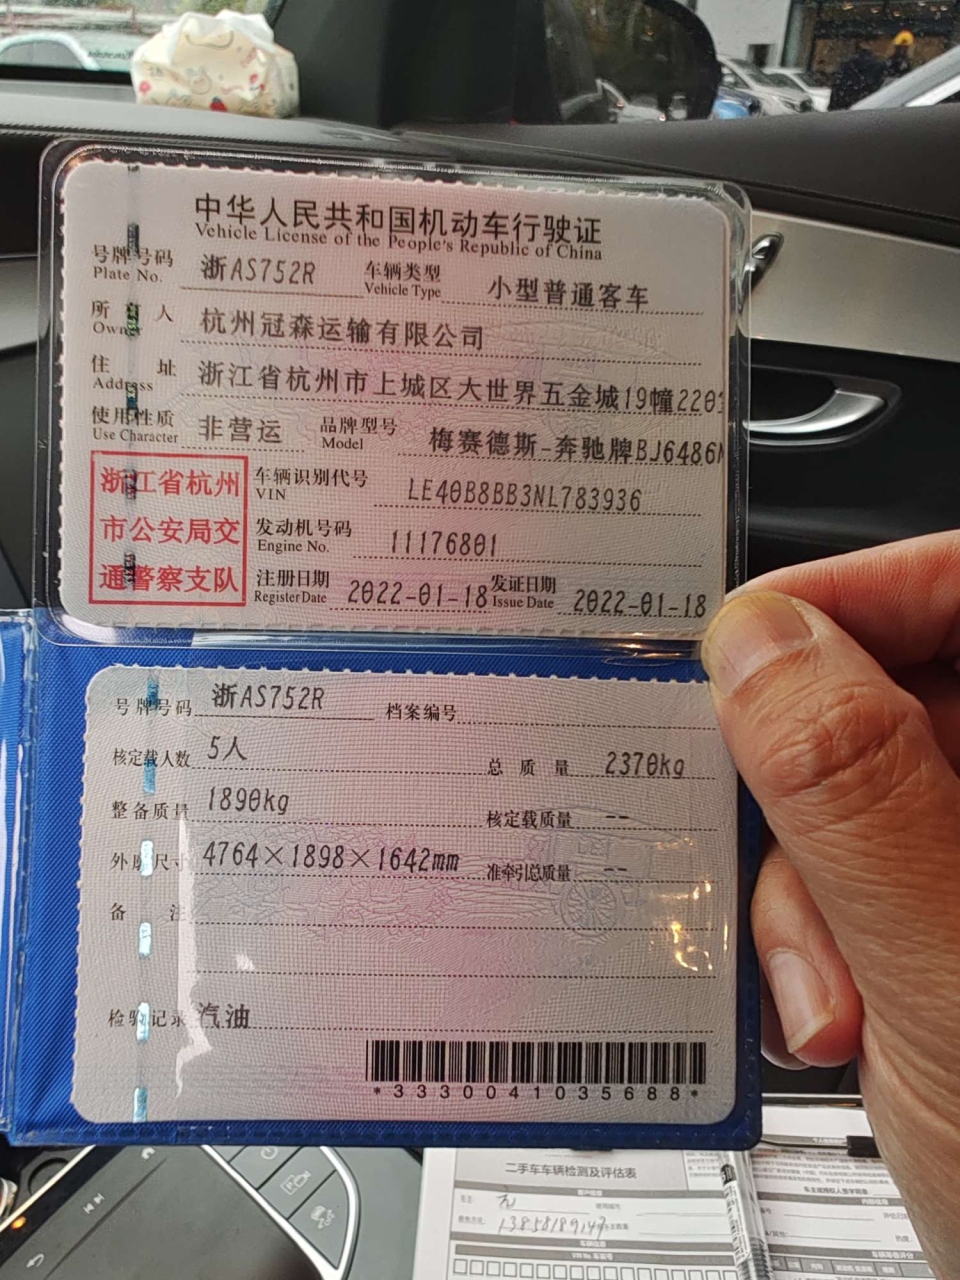 中华人民共和国机动车行驶证
Vehicle License of the People's Republic of China
号牌号码 浙AS752R 车辆类型 小型普通客车
Plate No. Vehicle Type
所有人 杭州冠森运输有限公司
Owner
住址 浙江省杭州市上城区大世界五金城19幢2201
Address
使用性质 非营运 品牌型号 梅赛德斯-奔驰牌BJ6486
Use Character Model
浙江省杭州
市公安局交
通警察支队
车辆识别代号 LE40B8BB3NL783936
VIN
发动机号码 11176801
Engine No.
注册日期 2022-01-18 发证日期 2022-01-18
Register Date Issue Date
号牌号码 浙AS752R 档案编号
核定载人数 5人 总质量 2370kg
整备质量 1890kg 核定载质量 --
外廓尺寸 4764×1898×1642mm 准牵引总质量 --
备注
检验记录 汽油
*3330041035688*
二手车车辆检测及评估表